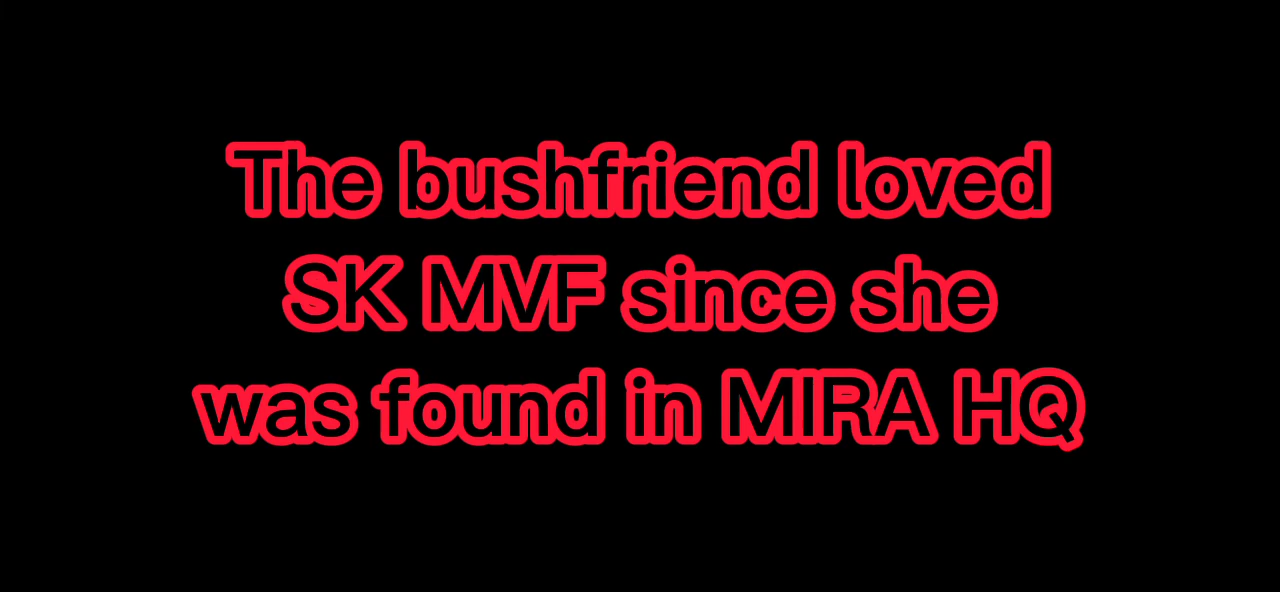 The bushfriend loved
SK MVF since she
was found in MIRA HQ